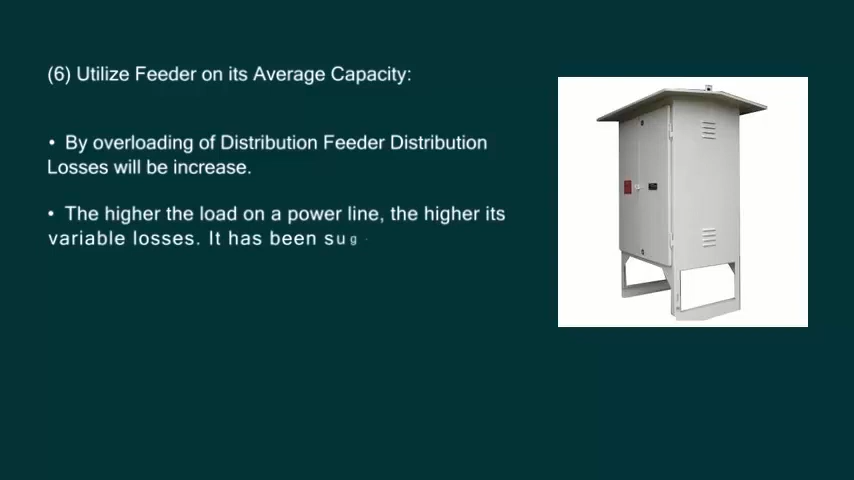 (6) Utilize Feeder on its Average Capacity:
• By overloading of Distribution Feeder Distribution
Losses will be increase.
• The higher the load on a power line, the higher its
variable losses. It has been sug